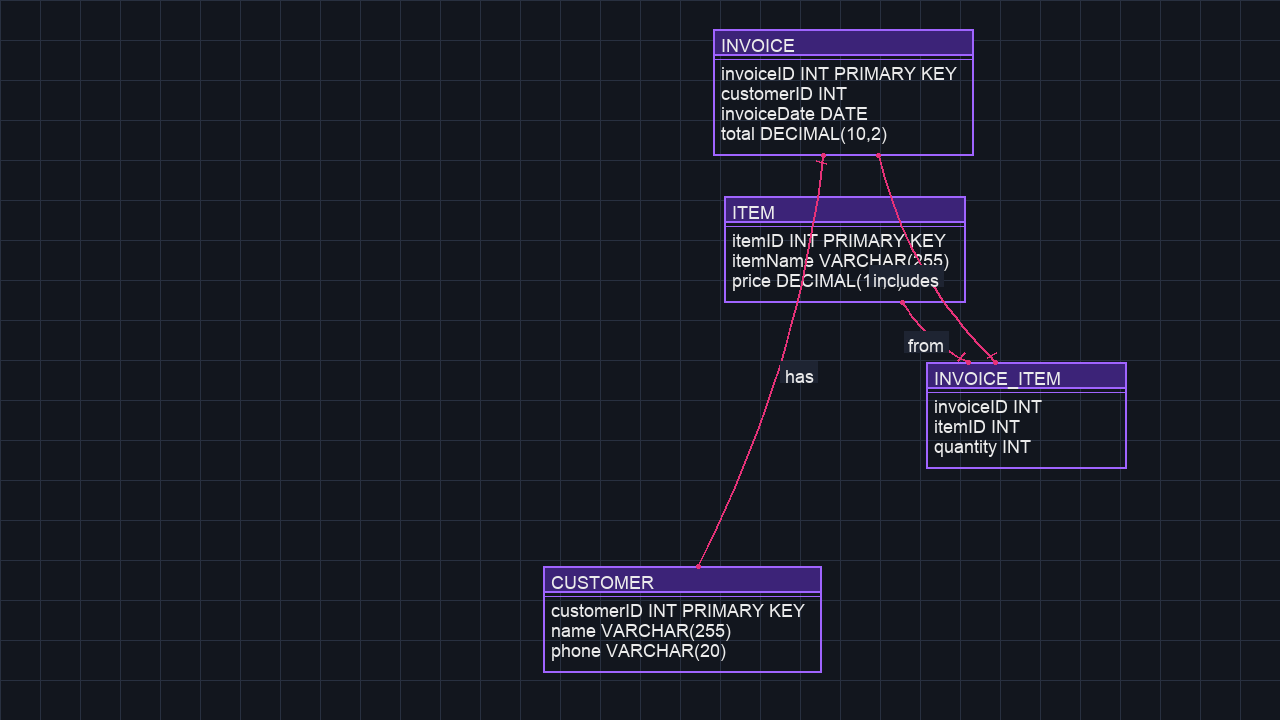 INVOICE
invoiceID INT PRIMARY KEY
customerID INT
invoiceDate DATE
total DECIMAL(10,2)
ITEM
itemID INT PRIMARY KEY
itemName VARCHAR(255)
price DECIMAL(1
includes
from
has
INVOICE_ITEM
invoiceID INT
itemID INT
quantity INT
CUSTOMER
customerID INT PRIMARY KEY
name VARCHAR(255)
phone VARCHAR(20)